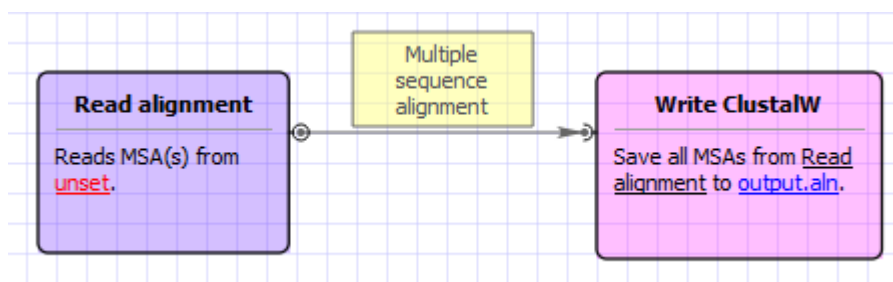 Multiple
sequence
alignment
Read alignment
Reads MSA(s) from
unset.
Write ClustalW
Save all MSAs from Read
alignment to output.aln.